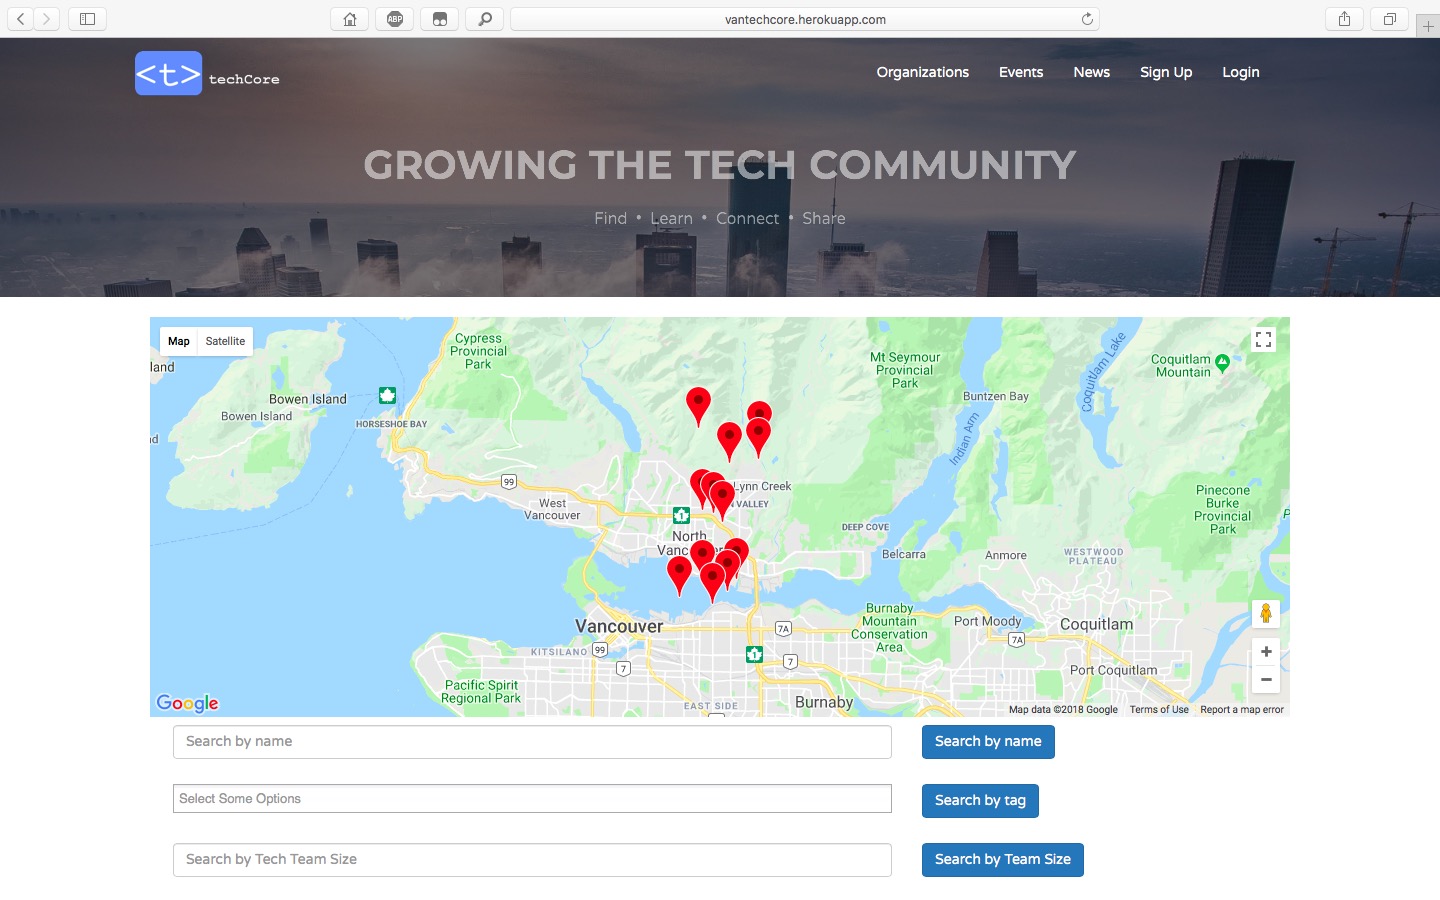 ABP
vantechcore.herokuapp.com
<t> techCore
Organizations Events News Sign Up Login
GROWING THE TECH COMMUNITY
Find • Learn • Connect • Share
Map Satellite
Cypress
Provincial
Park
Mt Seymour
Provincial
Park
Coquitlam
Mountain
Coquitlam Lake
land
Bowen Island
Bowen Island
HORSESHOE BAY
Buntzen Bay
Indian Arm
nd
99
Lynn Creek
N VALLEY
West
Vancouver
1
North
Vancouver
DEEP COVE
Pinecone
Burke
Provincial
Park
P
Belcarra
Anmore
WESTWOOD
PLATEAU
Vancouver
7A
Burnaby
Mountain
Conservation
Area
Port Moody
7A
Coquitlam
KITSILANO
99
7
1
7
Port Coquitlam
Pacific Spirit
Regional Park
EAST SIDE
Burnaby
Google
Map data ©2018 Google Terms of Use Report a map error
Search by name Search by name
Select Some Options Search by tag
Search by Tech Team Size Search by Team Size